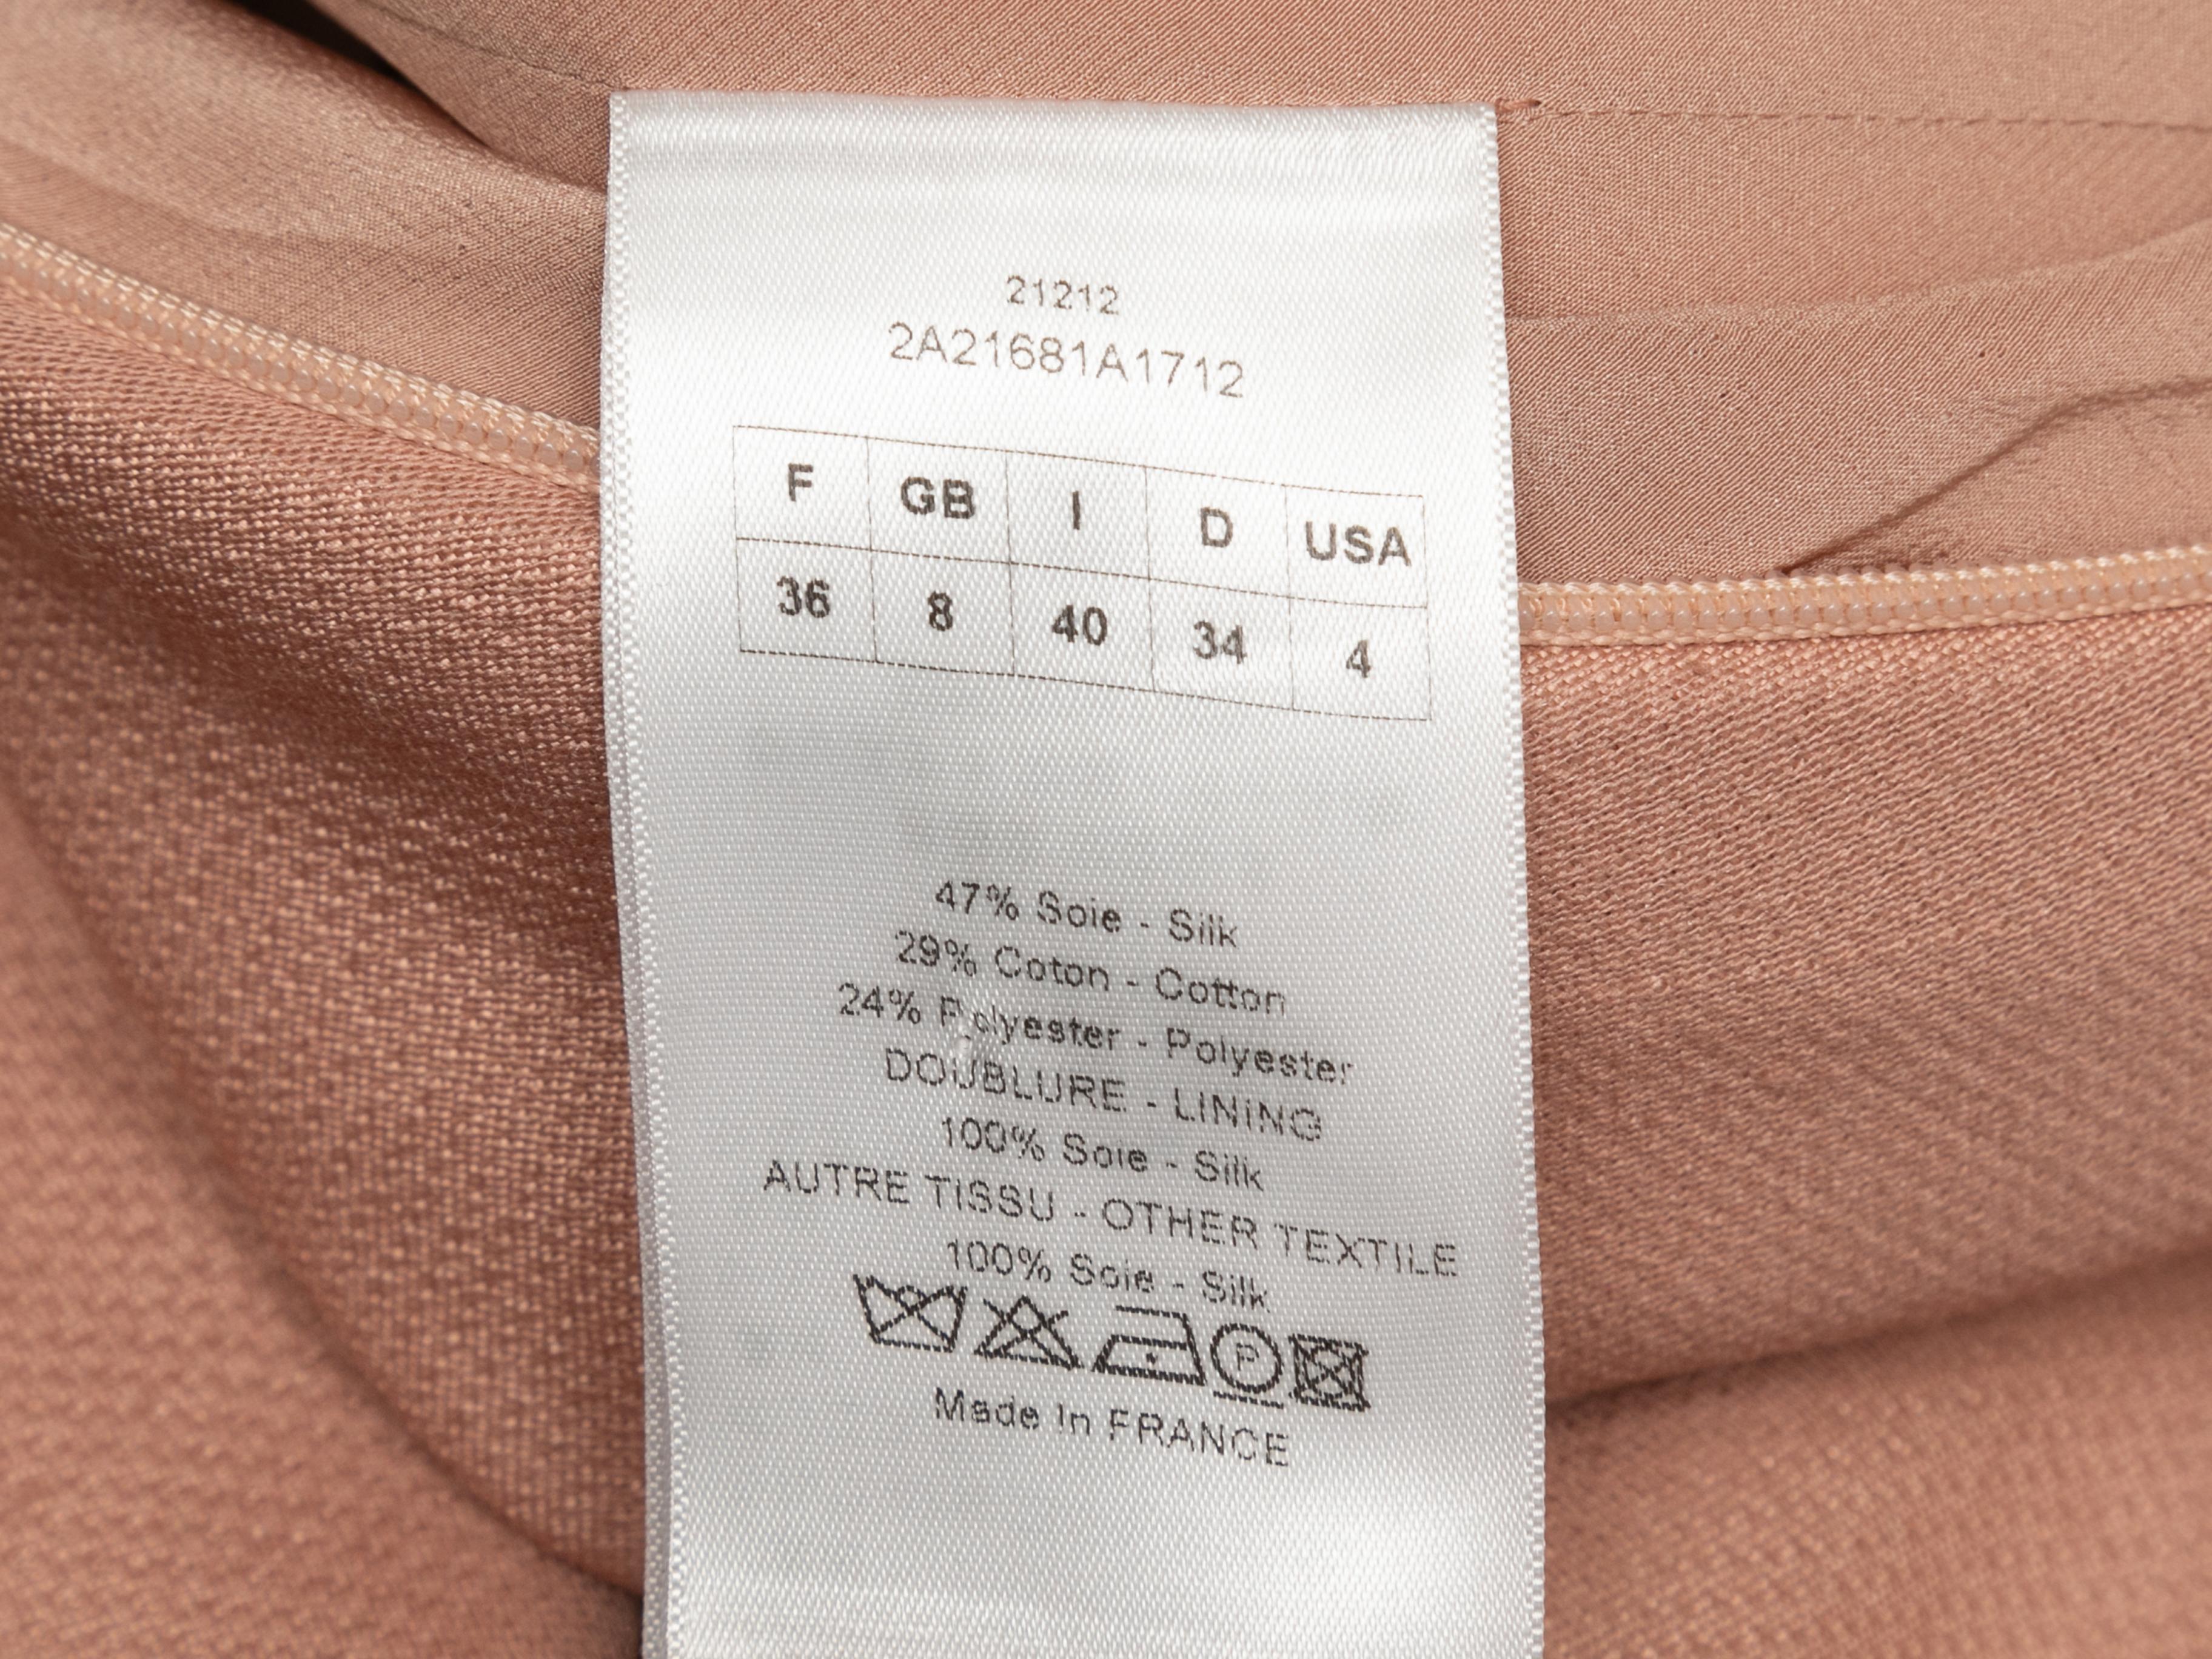 21212
2A21681A1712
F GB I D USA
36 8 40 34 4
47% Soie - Silk
29% Coton - Cotton
24% Polyester - Polyester
DOUBLURE - LINING
100% Soie - Silk
AUTRE TISSU - OTHER TEXTILE
100% Soie - Silk
P
Made In FRANCE